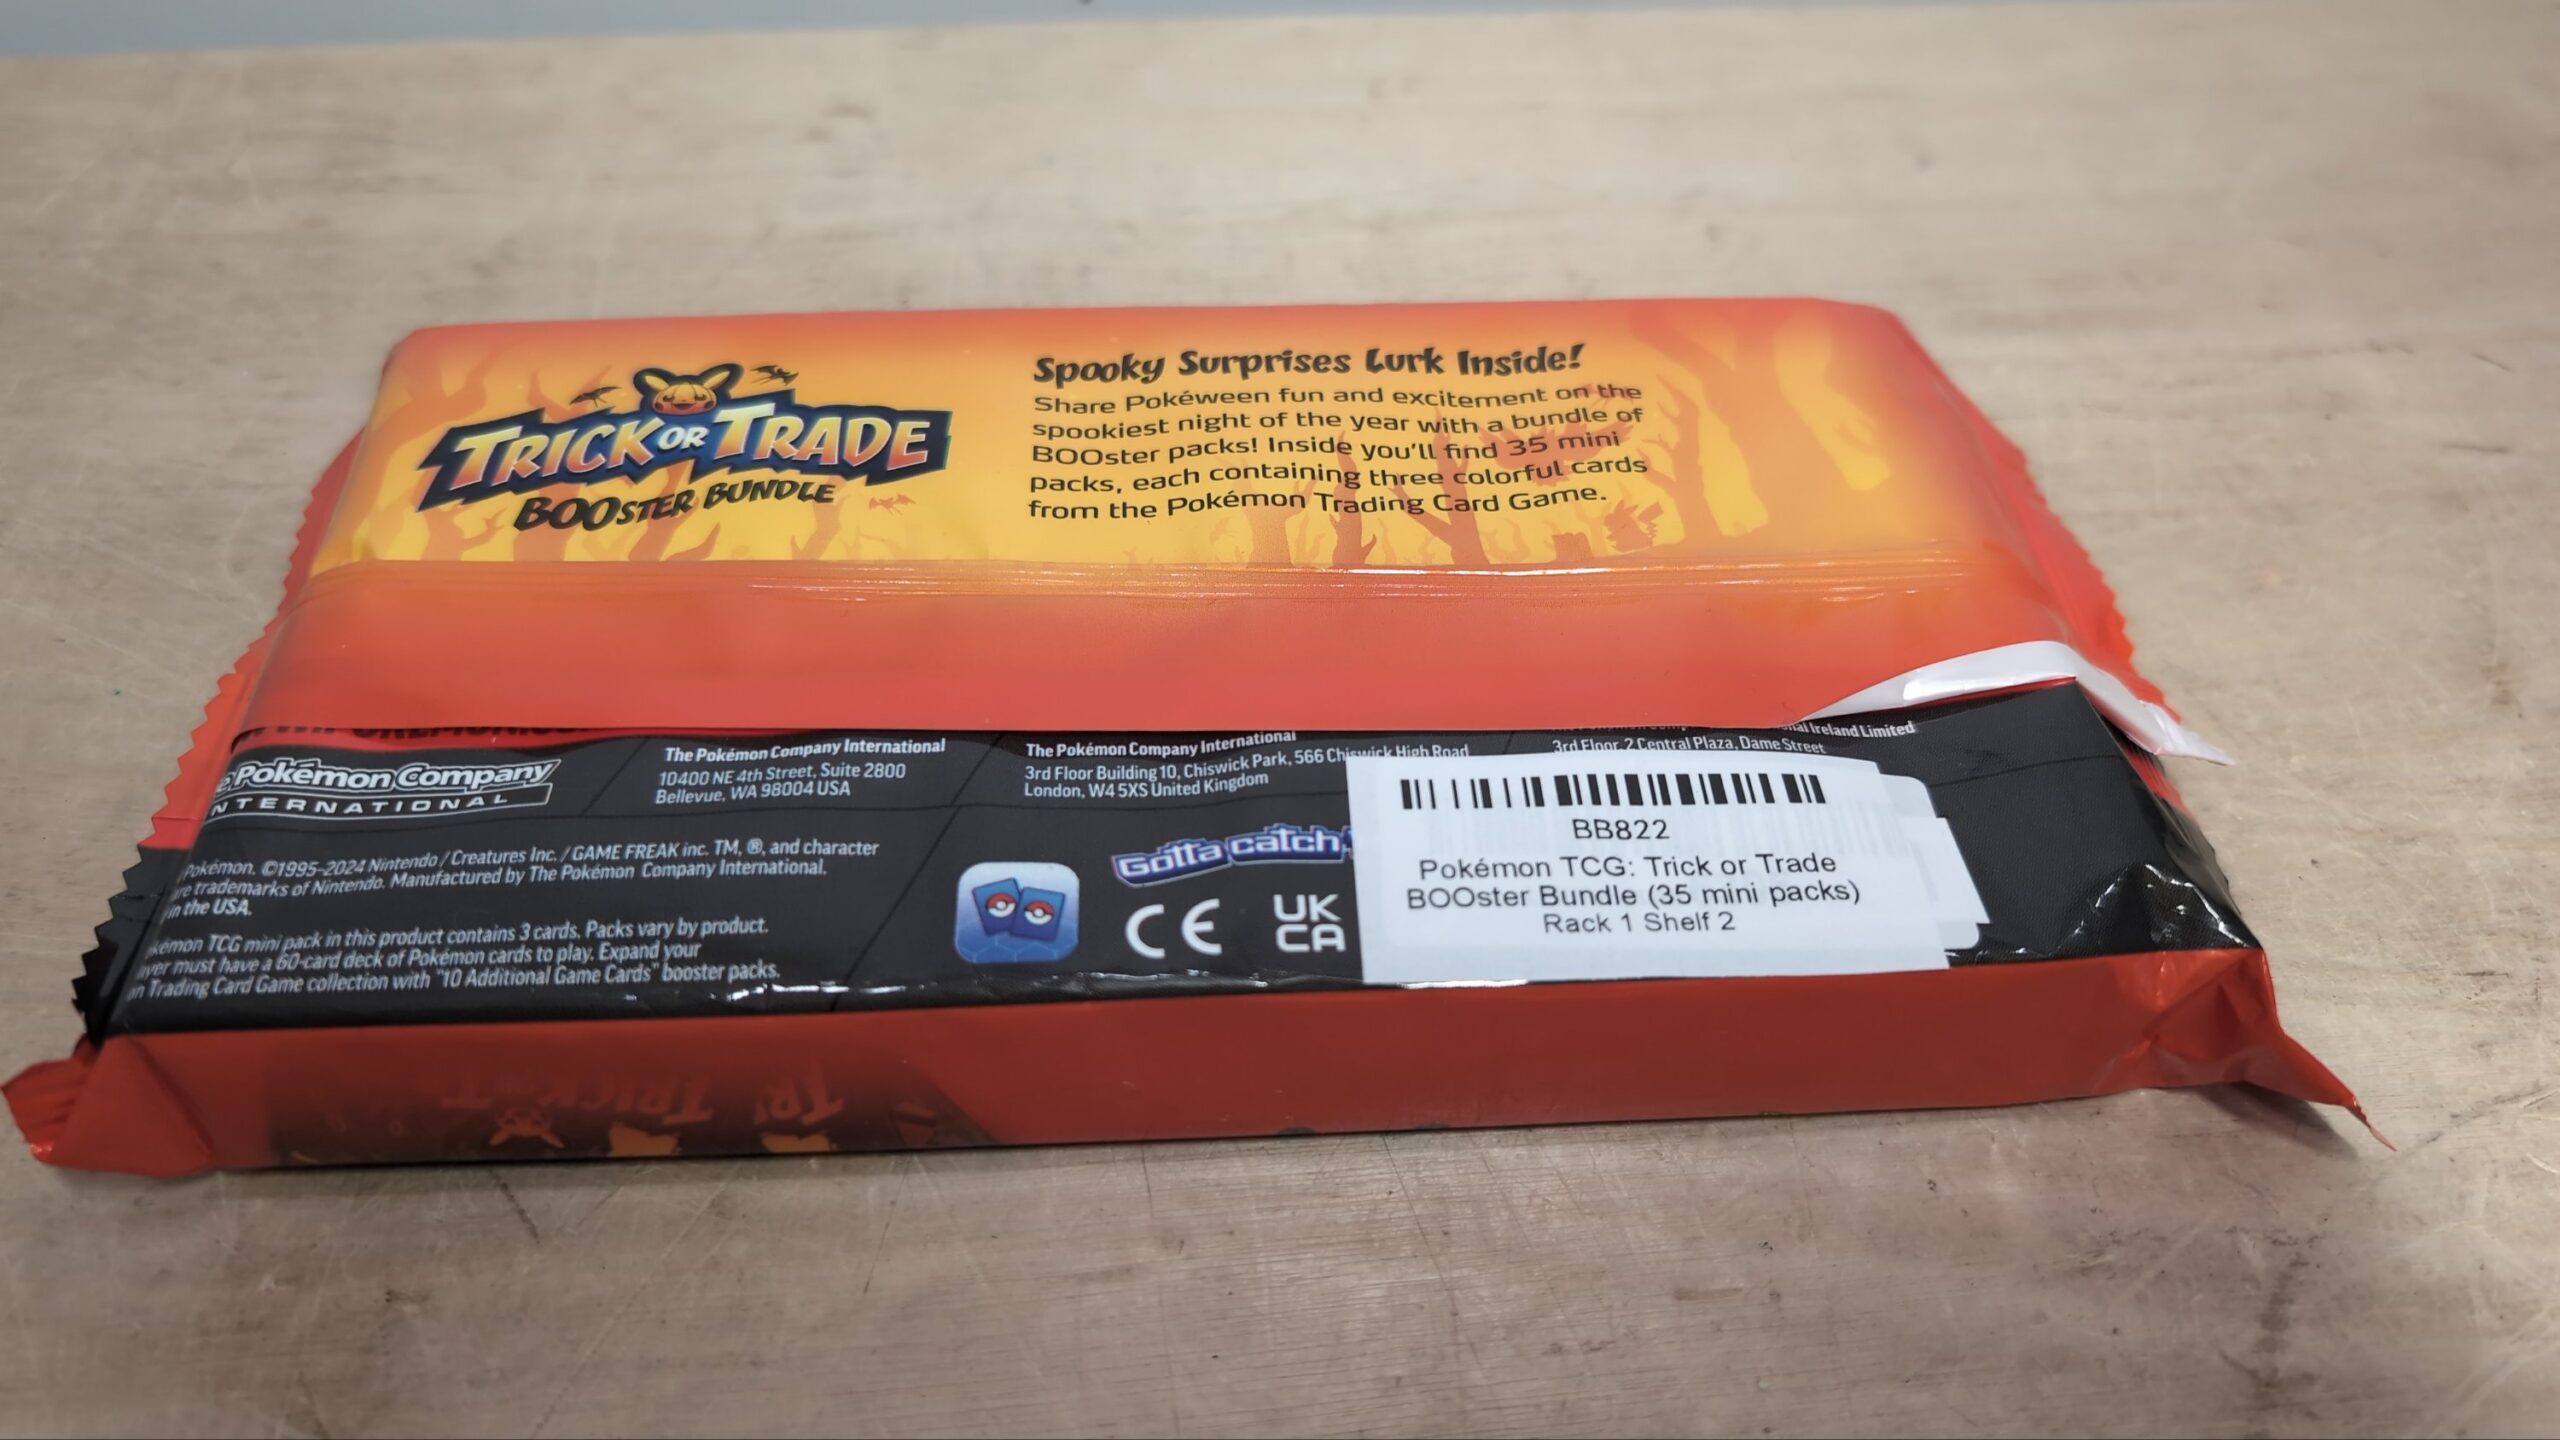 TRICK OR TRADE
BOOSTER BUNDLE
Spooky Surprises Lurk Inside!
Share Pokéween fun and excitement on the
spookiest night of the year with a bundle of
BOOster packs! Inside you'll find 35 mini
packs, each containing three colorful cards
from the Pokémon Trading Card Game.
Pokémon Company
INTERNATIONAL
The Pokémon Company International
10400 NE 4th Street, Suite 2800
Bellevue, WA 98004 USA
The Pokémon Company International
3rd Floor Building 10, Chiswick Park, 566 Chiswick High Road
London, W4 5XS United Kingdom
Ireland Limited
3rd Floor, 2 Central Plaza, Dame Street
Pokémon. ©1995–2024 Nintendo / Creatures Inc. / GAME FREAK inc. TM, ®, and character
trademarks of Nintendo. Manufactured by The Pokémon Company International.
in the USA.
TCG mini pack in this product contains 3 cards. Packs vary by product.
must have a 60-card deck of Pokémon cards to play. Expand your
Trading Card Game collection with "10 Additional Game Cards" booster packs.
Gotta catch
CE
UK
CA
BB822
Pokémon TCG: Trick or Trade
BOOster Bundle (35 mini packs)
Rack 1 Shelf 2